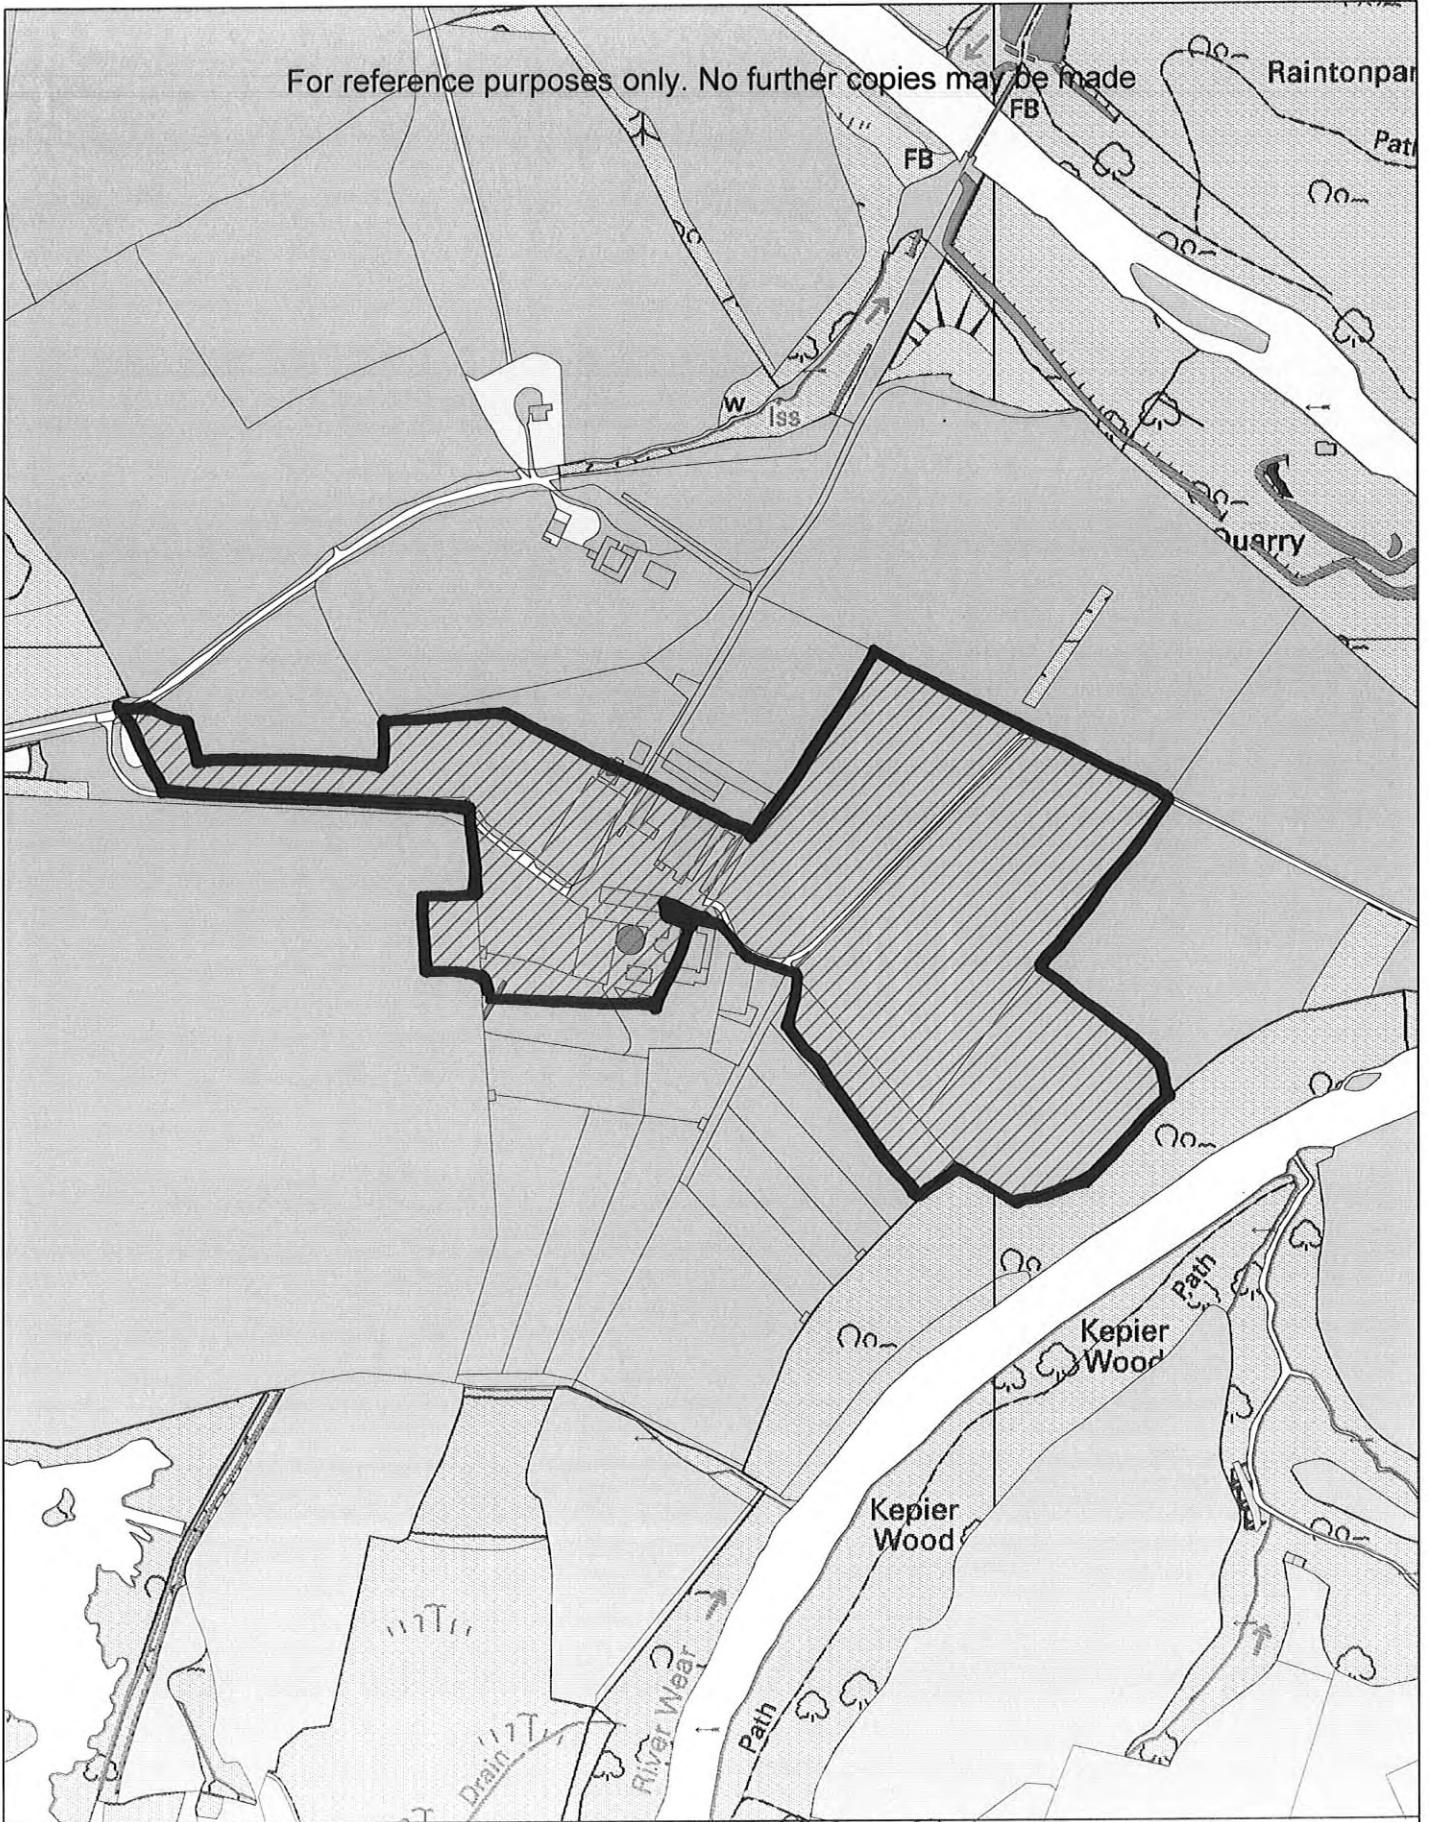 For reference purposes only. No further copies may be made
FB
Raintonpar
Path
FB
W
Iss
Quarry
Path
Kepier
Wood
Kepier
Wood
River Wear
Path
Drain